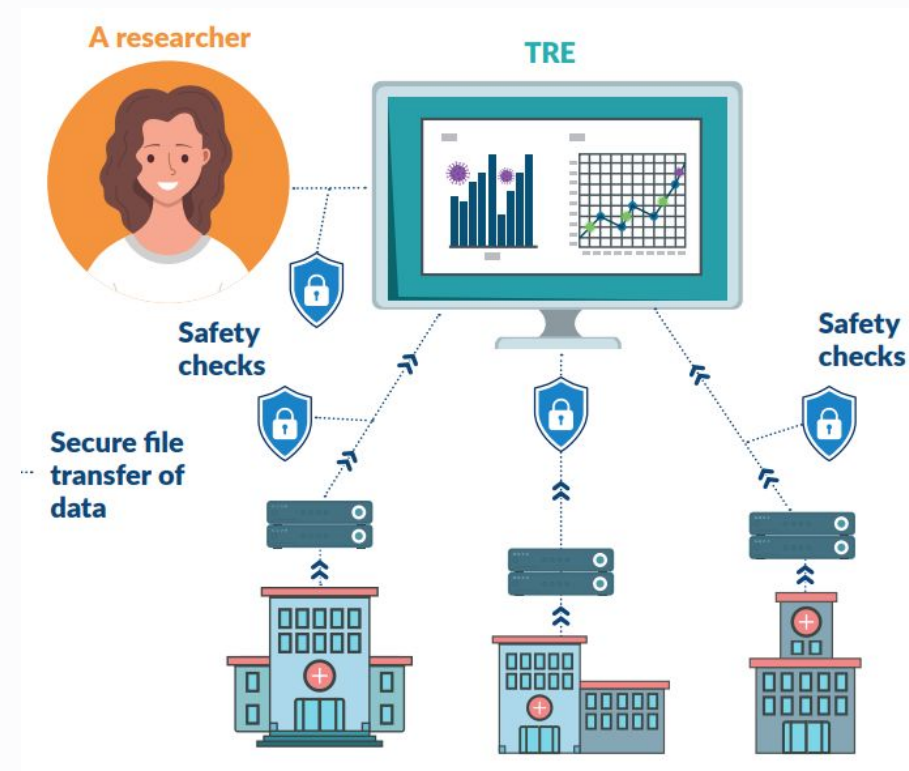 A researcher
TRE
Safety
checks
Safety
checks
Secure file
transfer of
data